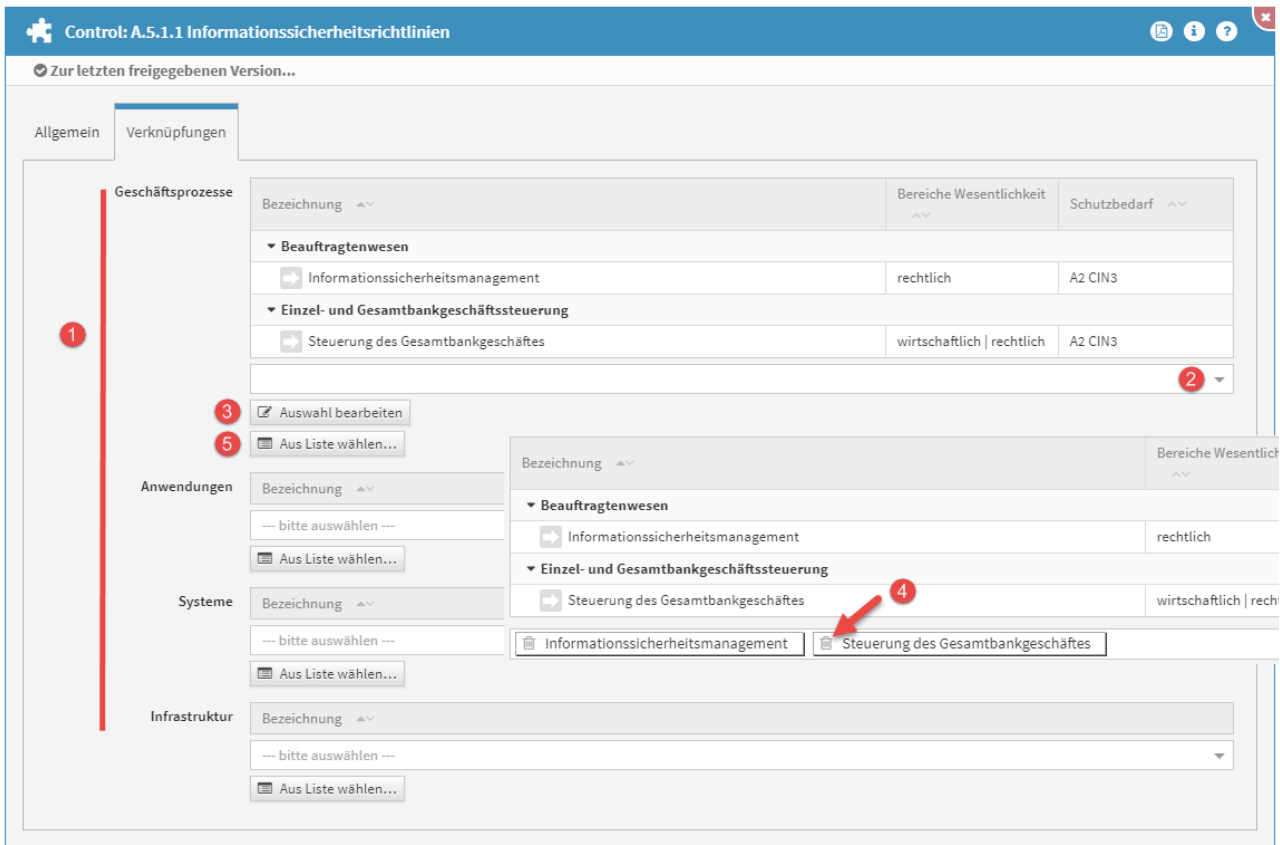 Control: A.5.1.1 Informationssicherheitsrichtlinien
Zur letzten freigegebenen Version...
Allgemein Verknüpfungen
Geschäftsprozesse
Bezeichnung Bereiche Wesentlichkeit Schutzbedarf
Beauftragtenwesen
Informationssicherheitsmanagement rechtlich A2 CIN3
Einzel- und Gesamtbankgeschäftssteuerung
1
Steuerung des Gesamtbankgeschäftes wirtschaftlich | rechtlich A2 CIN3
2
3 Auswahl bearbeiten
5 Aus Liste wählen...
Anwendungen Bezeichnung
--- bitte auswählen ---
Aus Liste wählen...
Systeme Bezeichnung
--- bitte auswählen ---
Aus Liste wählen...
Bezeichnung Bereiche Wesentlich
Beauftragtenwesen
Informationssicherheitsmanagement rechtlich
Einzel- und Gesamtbankgeschäftssteuerung
Steuerung des Gesamtbankgeschäftes 4 wirtschaftlich | rech
Informationssicherheitsmanagement Steuerung des Gesamtbankgeschäftes
Infrastruktur Bezeichnung
--- bitte auswählen ---
Aus Liste wählen...